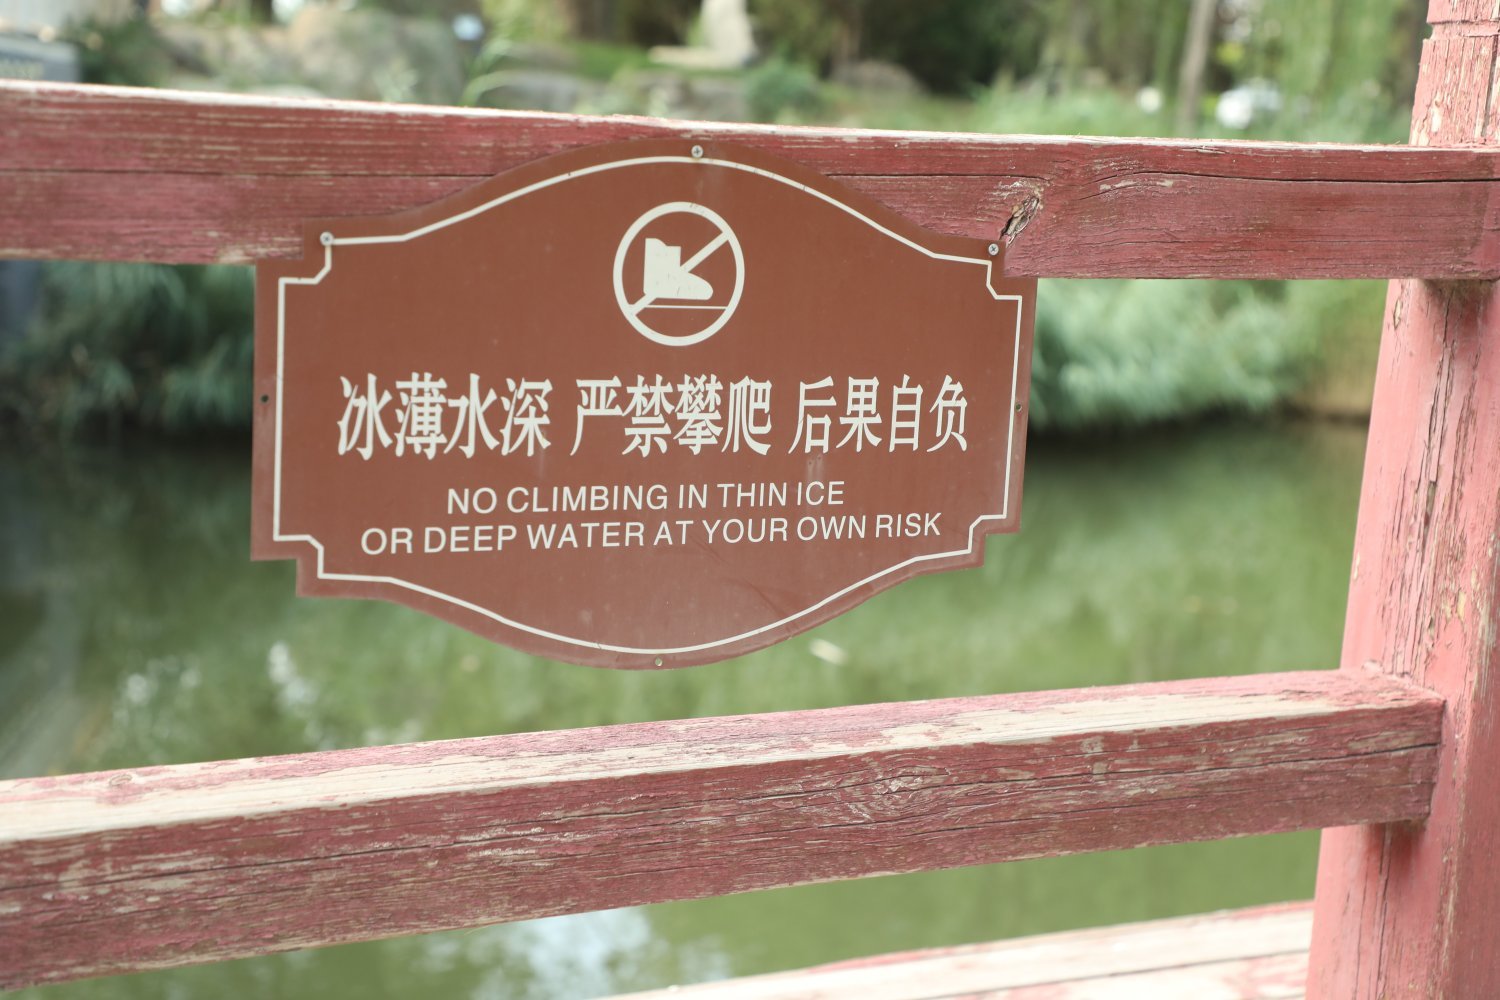 冰薄水深 严禁攀爬 后果自负
NO CLIMBING IN THIN ICE
OR DEEP WATER AT YOUR OWN RISK